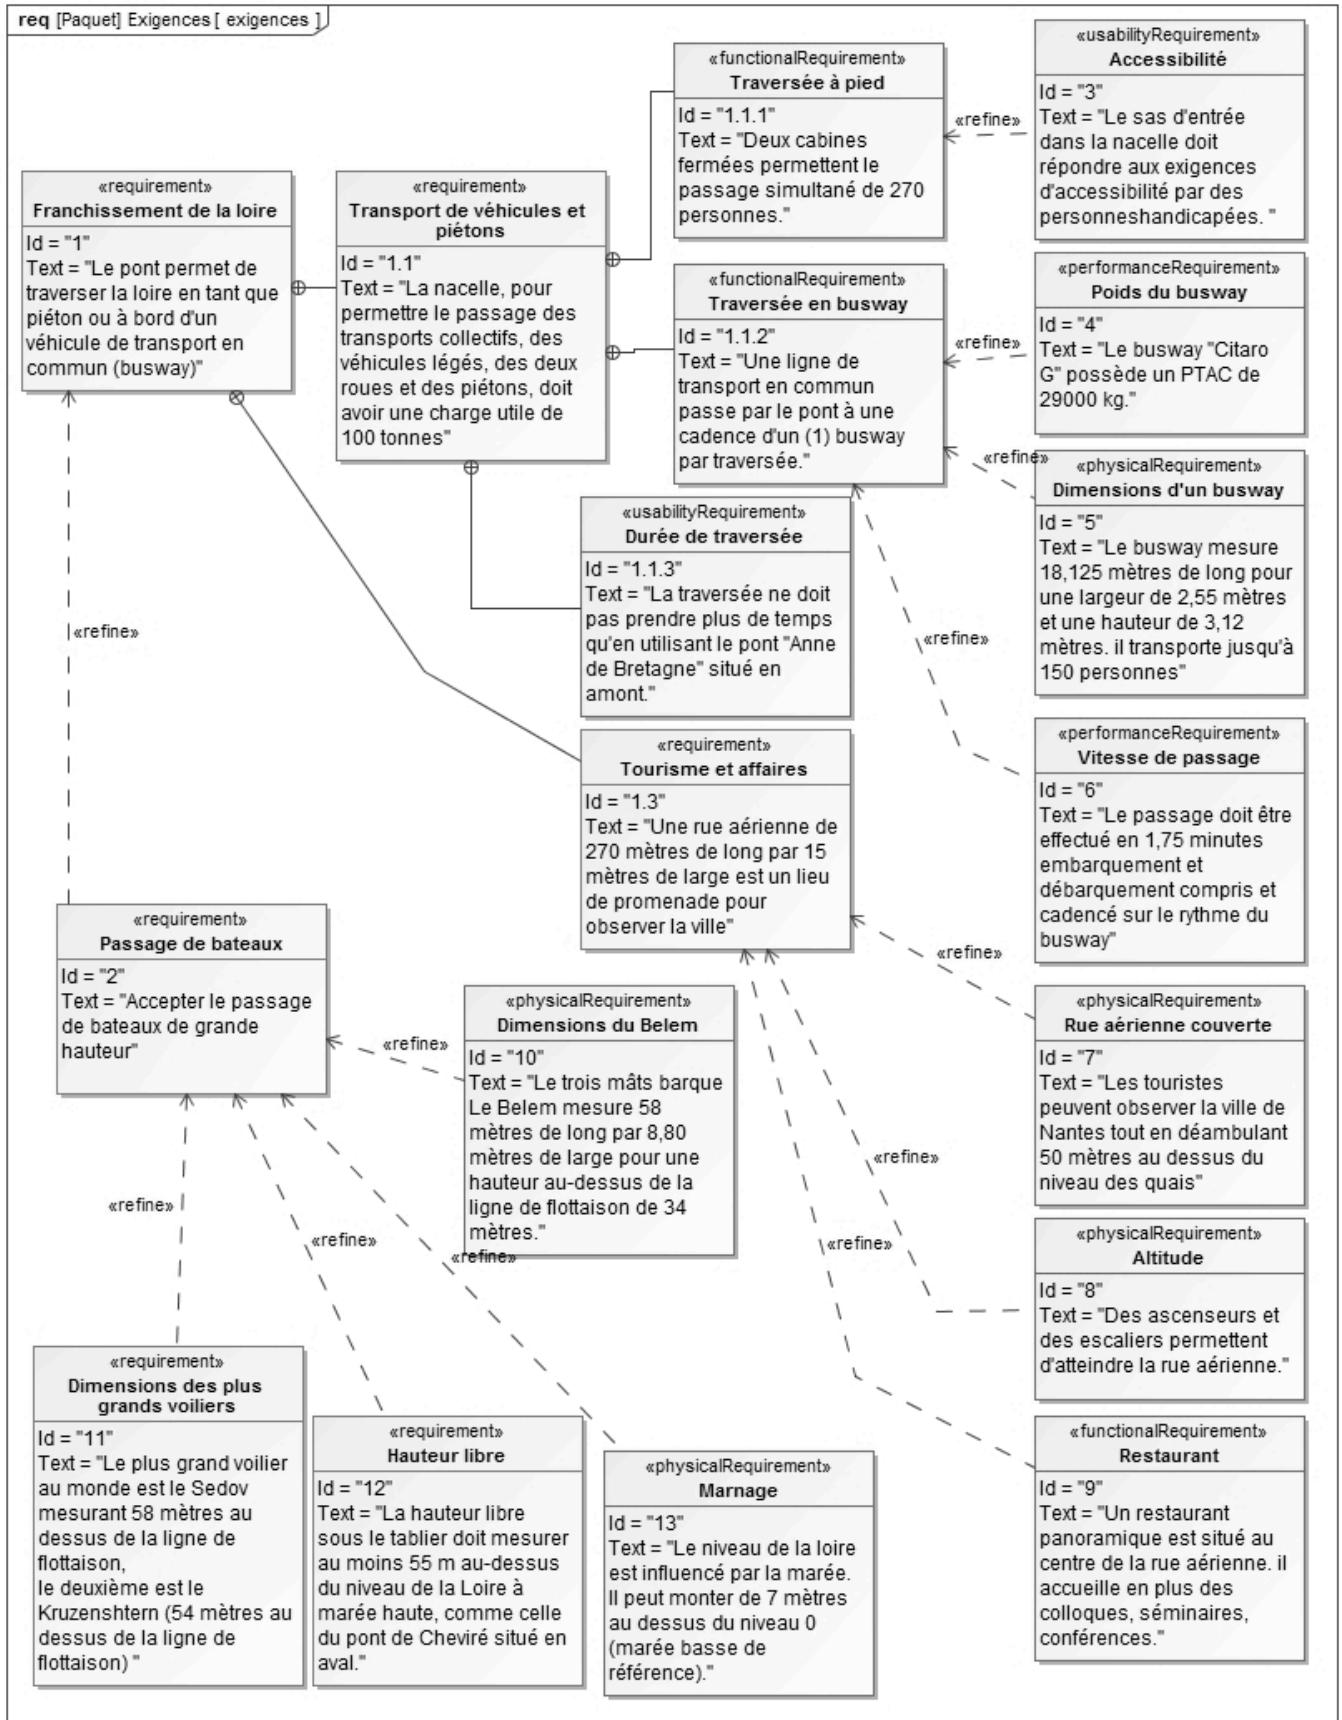 req [Paquet] Exigences [ exigences ]
«requirement»
Franchissement de la loire
Id = "1"
Text = "Le pont permet de
traverser la loire en tant que
piéton ou à bord d'un
véhicule de transport en
commun (busway)"
«requirement»
Transport de véhicules et
piétons
Id = "1.1"
Text = "La nacelle, pour
permettre le passage des
transports collectifs, des
véhicules légés, des deux
roues et des piétons, doit
avoir une charge utile de
100 tonnes"
«functionalRequirement»
Traversée à pied
Id = "1.1.1"
Text = "Deux cabines
fermées permettent le
passage simultané de 270
personnes."
«refine»
«usabilityRequirement»
Accessibilité
Id = "3"
Text = "Le sas d'entrée
dans la nacelle doit
répondre aux exigences
d'accessibilité par des
personneshandicapées. "
«functionalRequirement»
Traversée en busway
Id = "1.1.2"
Text = "Une ligne de
transport en commun
passe par le pont à une
cadence d'un (1) busway
par traversée."
«refine»
«performanceRequirement»
Poids du busway
Id = "4"
Text = "Le busway "Citaro
G" possède un PTAC de
29000 kg."
«refine»
«physicalRequirement»
Dimensions d'un busway
Id = "5"
Text = "Le busway mesure
18,125 mètres de long pour
une largeur de 2,55 mètres
et une hauteur de 3,12
mètres. il transporte jusqu'à
150 personnes"
«usabilityRequirement»
Durée de traversée
Id = "1.1.3"
Text = "La traversée ne doit
pas prendre plus de temps
qu'en utilisant le pont "Anne
de Bretagne" situé en
amont."
«refine»
«refine»
«performanceRequirement»
Vitesse de passage
Id = "6"
Text = "Le passage doit être
effectué en 1,75 minutes
embarquement et
débarquement compris et
cadencé sur le rythme du
busway"
«requirement»
Tourisme et affaires
Id = "1.3"
Text = "Une rue aérienne de
270 mètres de long par 15
mètres de large est un lieu
de promenade pour
observer la ville"
«refine»
«physicalRequirement»
Rue aérienne couverte
Id = "7"
Text = "Les touristes
peuvent observer la ville de
Nantes tout en déambulant
50 mètres au dessus du
niveau des quais"
«requirement»
Passage de bateaux
Id = "2"
Text = "Accepter le passage
de bateaux de grande
hauteur"
«refine»
«physicalRequirement»
Dimensions du Belem
Id = "10"
Text = "Le trois mâts barque
Le Belem mesure 58
mètres de long par 8,80
mètres de large pour une
hauteur au-dessus de la
ligne de flottaison de 34
mètres."
«refine»
«refine»
«physicalRequirement»
Altitude
Id = "8"
Text = "Des ascenseurs et
des escaliers permettent
d'atteindre la rue aérienne."
«refine»
«refine»
«refine»
«requirement»
Dimensions des plus
grands voiliers
Id = "11"
Text = "Le plus grand voilier
au monde est le Sedov
mesurant 58 mètres au
dessus de la ligne de
flottaison,
le deuxième est le
Kruzenshtern (54 mètres au
dessus de la ligne de
flottaison) "
«requirement»
Hauteur libre
Id = "12"
Text = "La hauteur libre
sous le tablier doit mesurer
au moins 55 m au-dessus
du niveau de la Loire à
marée haute, comme celle
du pont de Cheviré situé en
aval."
«physicalRequirement»
Marnage
Id = "13"
Text = "Le niveau de la loire
est influencé par la marée.
Il peut monter de 7 mètres
au dessus du niveau 0
(marée basse de
référence)."
«functionalRequirement»
Restaurant
Id = "9"
Text = "Un restaurant
panoramique est situé au
centre de la rue aérienne. il
accueille en plus des
colloques, séminaires,
conférences."